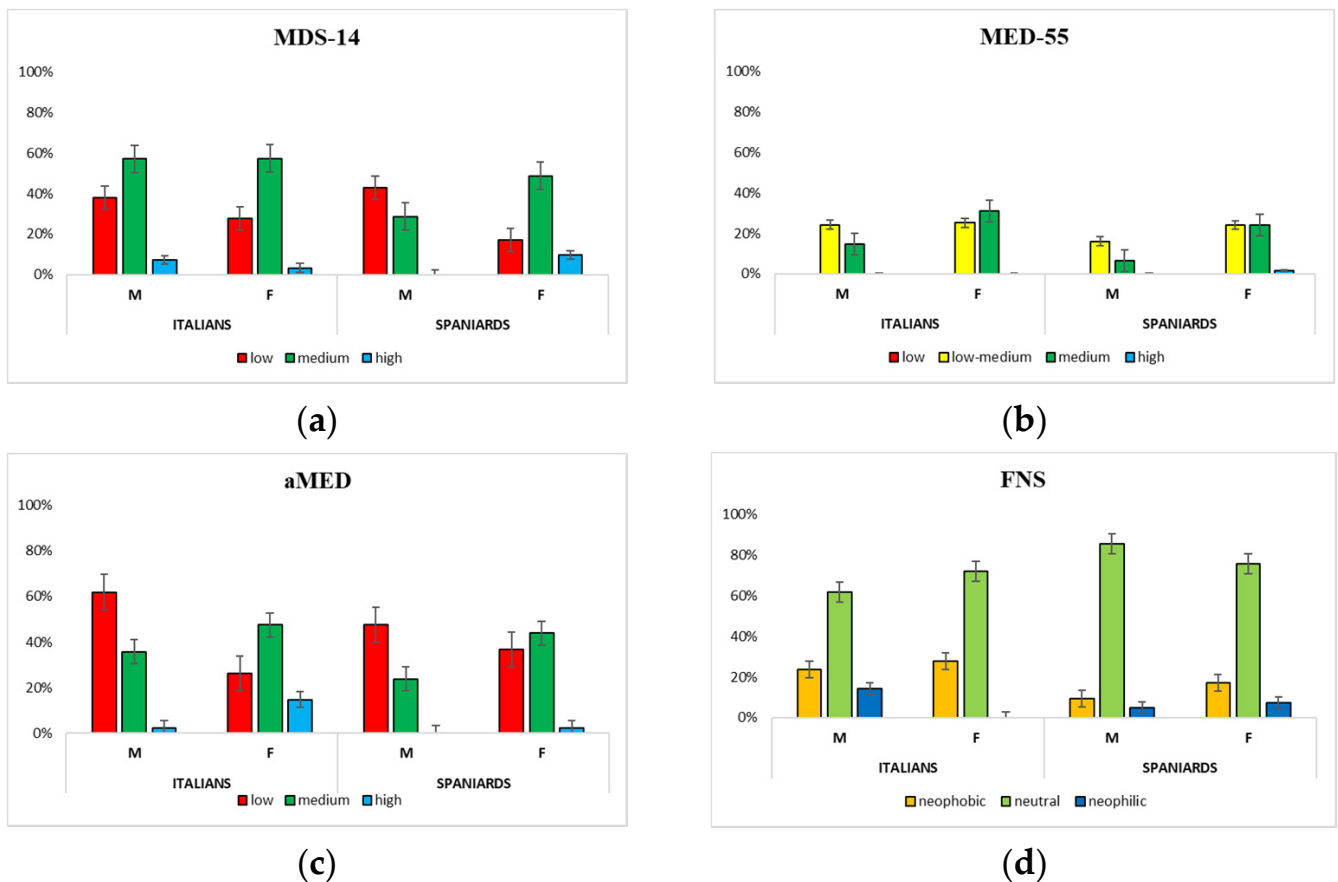 MDS-14
100%
80%
60%
40%
20%
0%
M F M F
ITALIANS SPANIARDS
low medium high
(a)
MED-55
100%
80%
60%
40%
20%
0%
M F M F
ITALIANS SPANIARDS
low low-medium medium high
(b)
aMED
100%
80%
60%
40%
20%
0%
M F M F
ITALIANS SPANIARDS
low medium high
(c)
FNS
100%
80%
60%
40%
20%
0%
M F M F
ITALIANS SPANIARDS
neophobic neutral neophilic
(d)